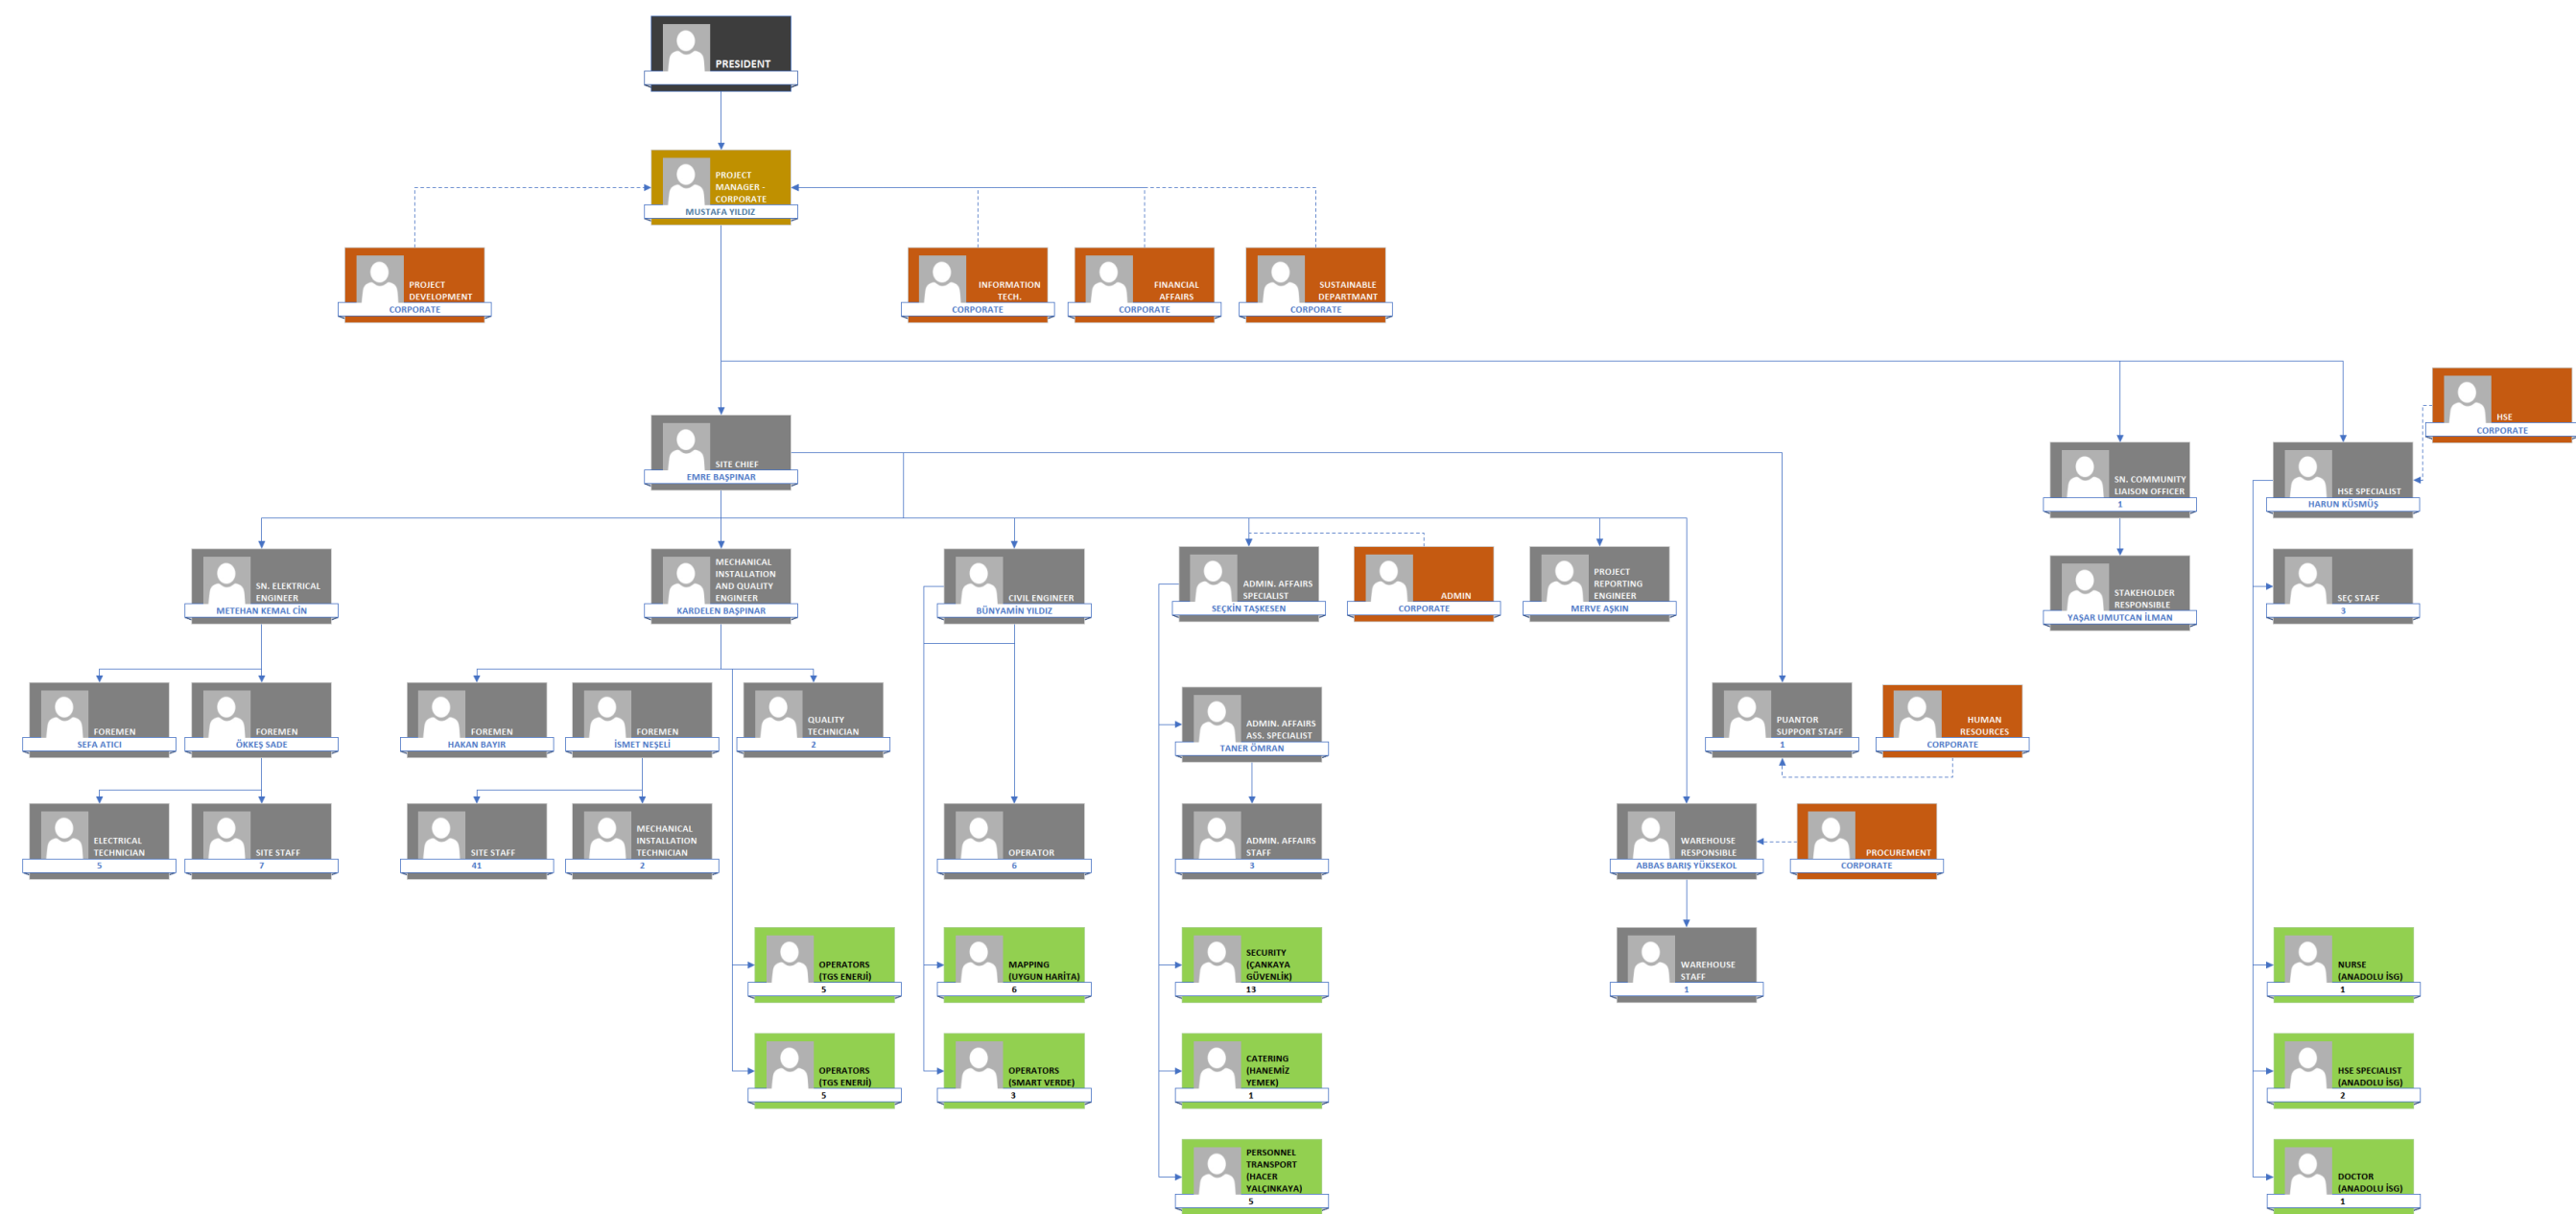 PRESIDENT
PROJECT
MANAGER -
CORPORATE
MUSTAFA YILDIZ
PROJECT
DEVELOPMENT
CORPORATE
INFORMATION
TECH.
CORPORATE
FINANCIAL
AFFAIRS
CORPORATE
SUSTAINABLE
DEPARTMANT
CORPORATE
HSE
CORPORATE
SITE CHIEF
EMRE BAŞPINAR
SN. COMMUNITY
LIAISON OFFICER
1
HSE SPECIALIST
HARUN KÜSMÜŞ
SN. ELEKTRICAL
ENGINEER
METEHAN KEMAL CİN
MECHANICAL
INSTALLATION
AND QUALITY
ENGINEER
KARDELEN BAŞPINAR
CIVIL ENGINEER
BÜNYAMİN YILDIZ
ADMIN. AFFAIRS
SPECIALIST
SEÇKİN TAŞKESEN
ADMIN
CORPORATE
PROJECT
REPORTING
ENGINEER
MERVE AŞKIN
STAKEHOLDER
RESPONSIBLE
YAŞAR UMUTCAN İLMAN
SEÇ STAFF
3
FOREMEN
SEFA ATICI
FOREMEN
ÖKKEŞ SADE
FOREMEN
HAKAN BAYIR
FOREMEN
İSMET NEŞELİ
QUALITY
TECHNICIAN
2
ADMIN. AFFAIRS
ASS. SPECIALIST
TANER ÖMRAN
PUANTOR
SUPPORT STAFF
1
HUMAN
RESOURCES
CORPORATE
ELECTRICAL
TECHNICIAN
5
SITE STAFF
7
SITE STAFF
41
MECHANICAL
INSTALLATION
TECHNICIAN
2
OPERATOR
6
ADMIN. AFFAIRS
STAFF
3
WAREHOUSE
RESPONSIBLE
ABBAS BARIŞ YÜKSEKOL
PROCUREMENT
CORPORATE
OPERATORS
(TGS ENERJİ)
5
MAPPING
(UYGUN HARİTA)
6
SECURITY
(ÇANKAYA
GÜVENLİK)
13
WAREHOUSE
STAFF
1
NURSE
(ANADOLU İSG)
1
OPERATORS
(TGS ENERJİ)
5
OPERATORS
(SMART VERDE)
3
CATERING
(HANEMİZ
YEMEK)
1
HSE SPECIALIST
(ANADOLU İSG)
2
PERSONNEL
TRANSPORT
(HACER
YALÇINKAYA)
5
DOCTOR
(ANADOLU İSG)
1